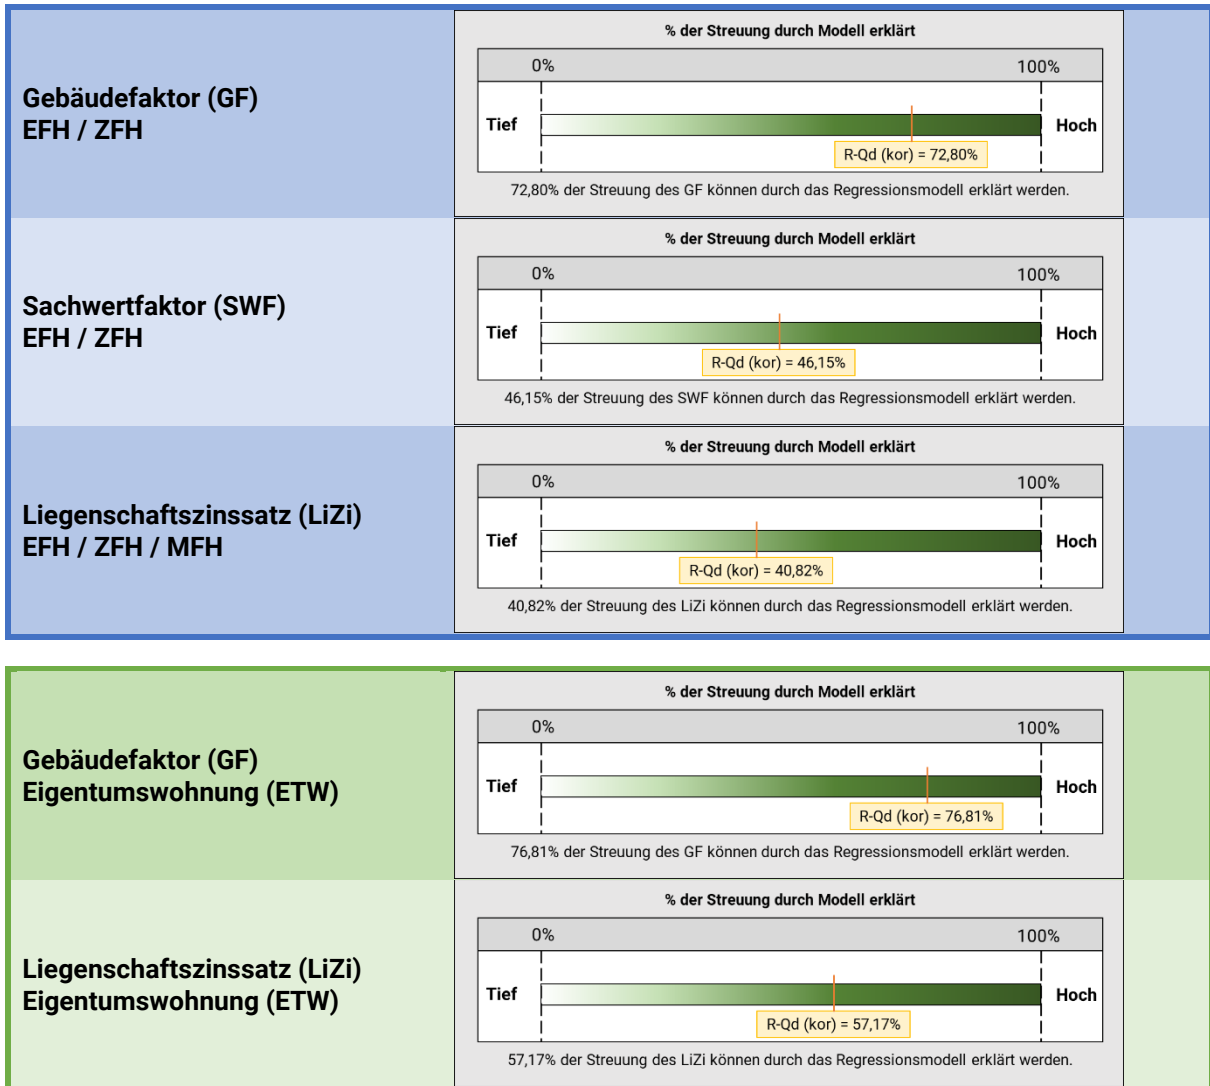 % der Streuung durch Modell erklärt
0% 100%
Gebäudefaktor (GF)
EFH / ZFH
Tief Hoch
R-Qd (kor) = 72,80%
72,80% der Streuung des GF können durch das Regressionsmodell erklärt werden.
% der Streuung durch Modell erklärt
0% 100%
Sachwertfaktor (SWF)
EFH / ZFH
Tief Hoch
R-Qd (kor) = 46,15%
46,15% der Streuung des SWF können durch das Regressionsmodell erklärt werden.
% der Streuung durch Modell erklärt
0% 100%
Liegenschaftszinssatz (LiZi)
EFH / ZFH / MFH
Tief Hoch
R-Qd (kor) = 40,82%
40,82% der Streuung des LiZi können durch das Regressionsmodell erklärt werden.
% der Streuung durch Modell erklärt
0% 100%
Gebäudefaktor (GF)
Eigentumswohnung (ETW)
Tief Hoch
R-Qd (kor) = 76,81%
76,81% der Streuung des GF können durch das Regressionsmodell erklärt werden.
% der Streuung durch Modell erklärt
0% 100%
Liegenschaftszinssatz (LiZi)
Eigentumswohnung (ETW)
Tief Hoch
R-Qd (kor) = 57,17%
57,17% der Streuung des LiZi können durch das Regressionsmodell erklärt werden.